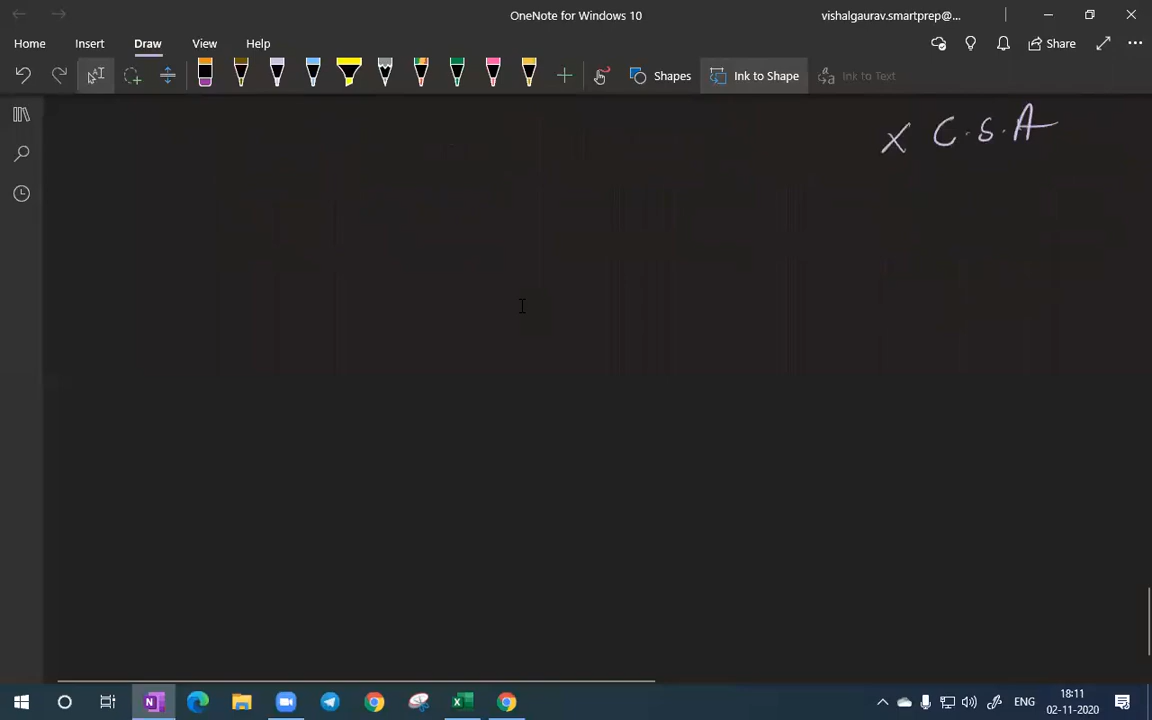 OneNote for Windows 10
vishalgaurav.smartprep@...
Home Insert Draw View Help
Share
Shapes Ink to Shape Ink to Text
X C.S.A
ENG
18:11
02-11-2020